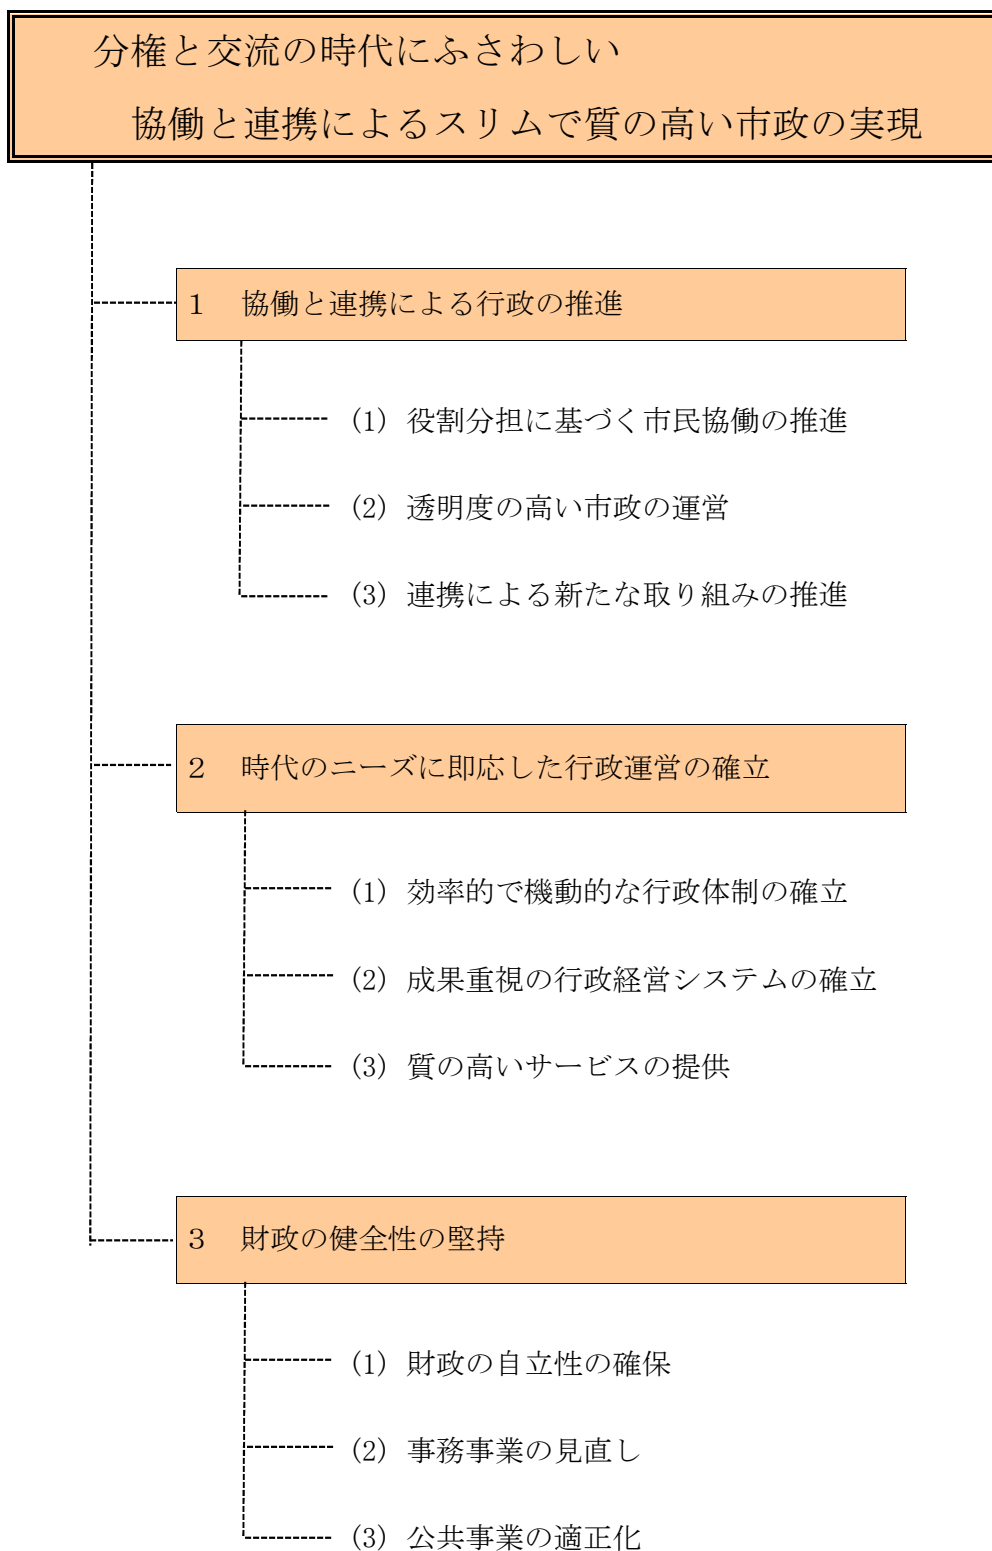 分権と交流の時代にふさわしい
協働と連携によるスリムで質の高い市政の実現
１　協働と連携による行政の推進
(1) 役割分担に基づく市民協働の推進
(2) 透明度の高い市政の運営
(3) 連携による新たな取り組みの推進
２　時代のニーズに即応した行政運営の確立
(1) 効率的で機動的な行政体制の確立
(2) 成果重視の行政経営システムの確立
(3) 質の高いサービスの提供
３　財政の健全性の堅持
(1) 財政の自立性の確保
(2) 事務事業の見直し
(3) 公共事業の適正化